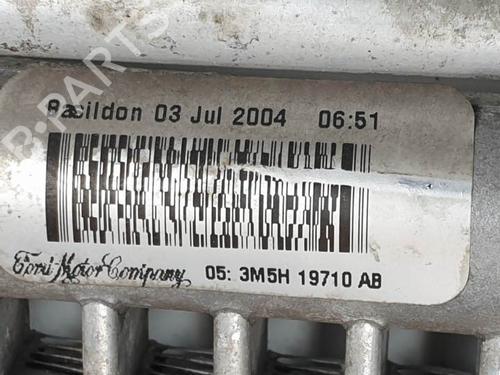 Basildon 03 Jul 2004 06:51
Ford Motor Company 05: 3M5H 19710 AB